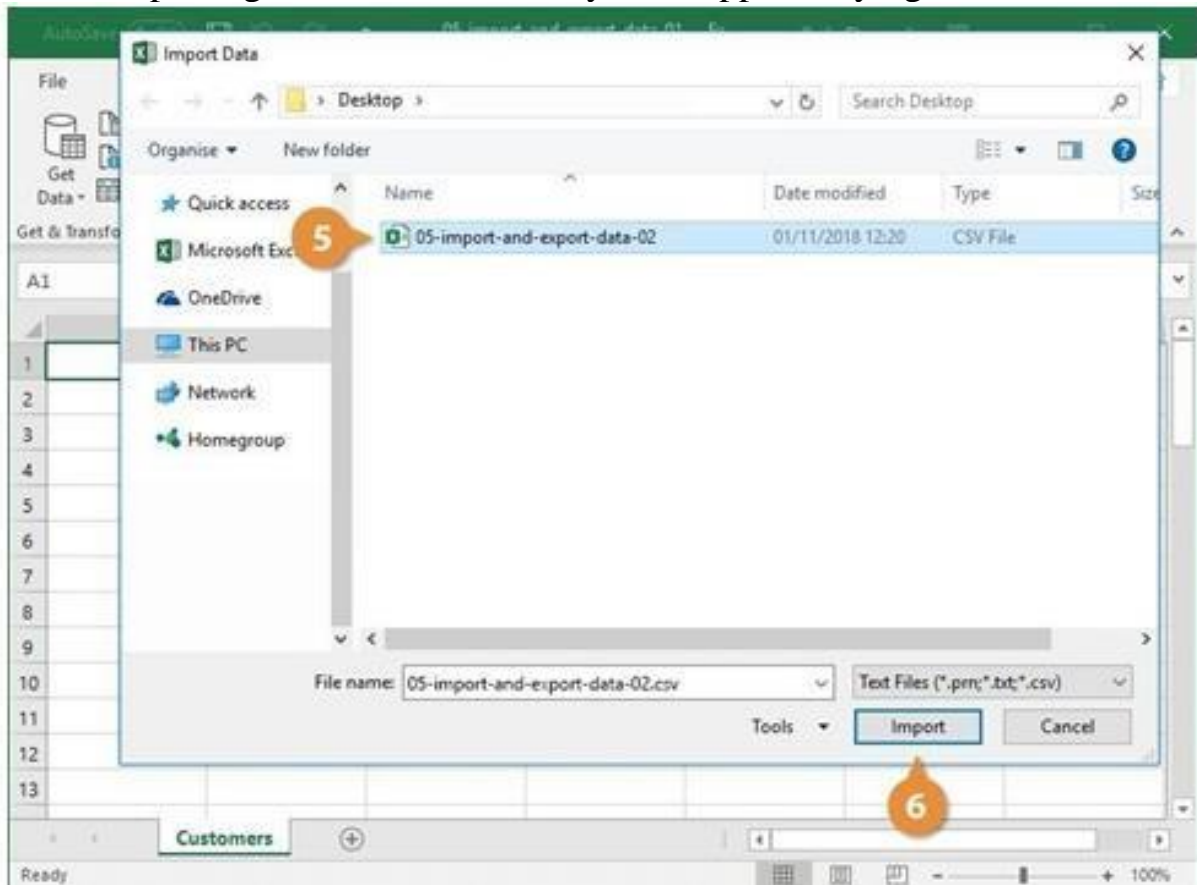 AutoSave
Import Data
File
Desktop
Search Desktop
Organise
New folder
Get
Data
Get & Transfo
Name
Date modified
Type
Size
Quick access
5
05-import-and-export-data-02
01/11/2018 12:20
CSV File
Microsoft Exc
A1
OneDrive
This PC
1
Network
2
Homegroup
3
4
5
6
7
8
9
10
File name: 05-import-and-export-data-02.csv
Text Files (*.prn;*.txt;*.csv)
11
Tools
Import
Cancel
12
13
6
Customers
Ready
100%